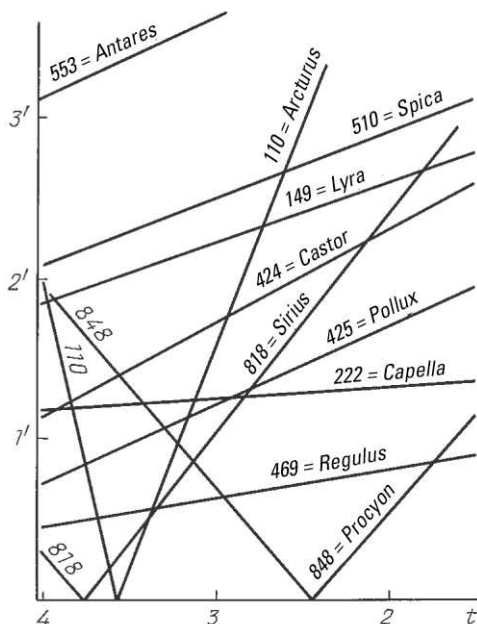 553 = Antares
3'
110 = Arcturus
510 = Spica
149 = Lyra
424 = Castor
2'
848
110
818 = Sirius
425 = Pollux
222 = Capella
1'
469 = Regulus
848 = Procyon
818
4
3
2
t